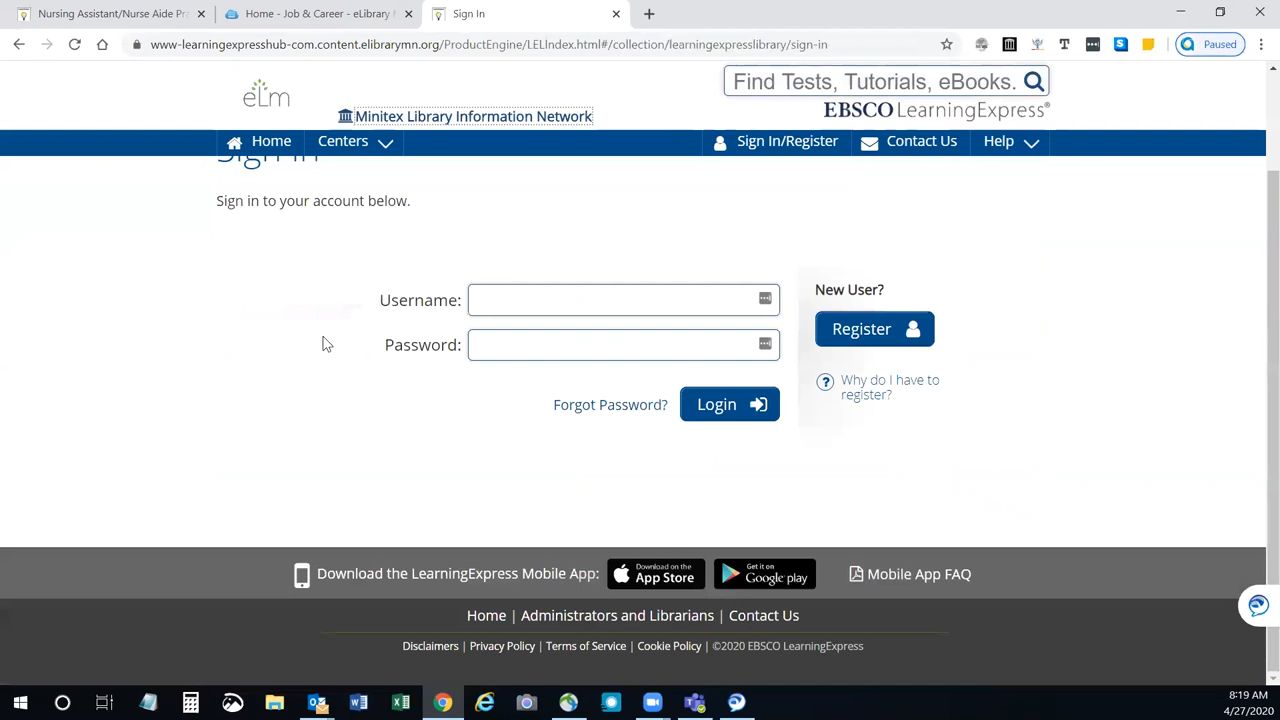 Nursing Assistant/Nurse Aide Pra
Home - Job & Career - eLibrary M
Sign In
www-learningexpresshub-com.content.elibrarymn.org/ProductEngine/LELIndex.html#/collection/learningexpresslibrary/sign-in
Paused
elm
Minitex Library Information Network
Find Tests, Tutorials, eBooks.
EBSCO LearningExpress®
Home
Centers
Sign In/Register
Contact Us
Help
Sign In
Sign in to your account below.
Username:
Password:
Forgot Password?
Login
New User?
Register
Why do I have to
register?
Download the LearningExpress Mobile App:
Download on the
App Store
Get it on
Google play
Mobile App FAQ
Home | Administrators and Librarians | Contact Us
Disclaimers | Privacy Policy | Terms of Service | Cookie Policy | ©2020 EBSCO LearningExpress
8:19 AM
4/27/2020